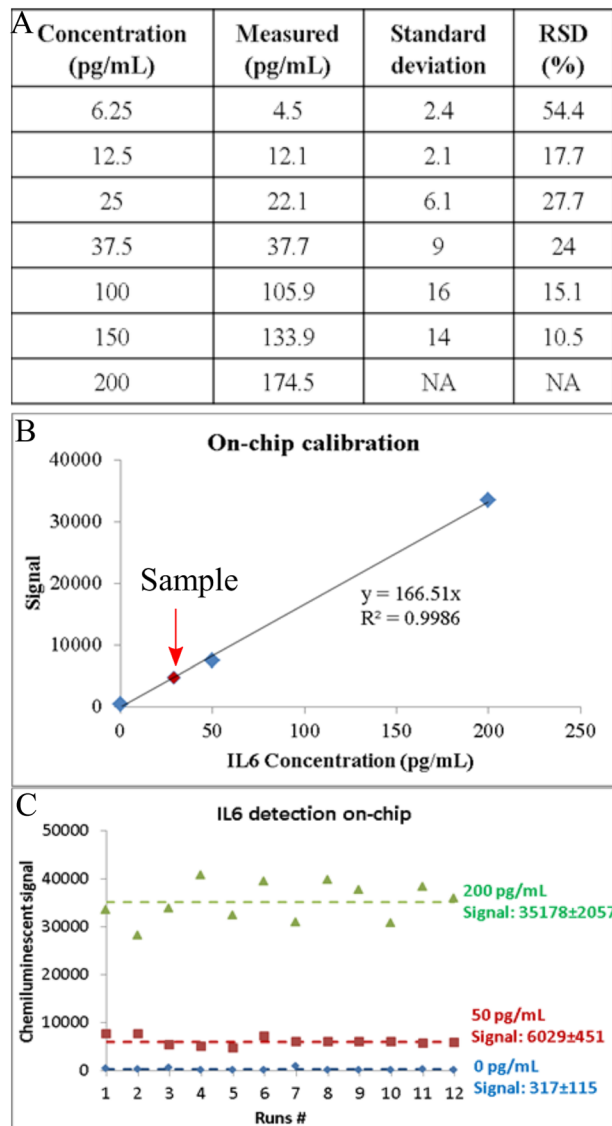 A
Concentration (pg/mL) Measured (pg/mL) Standard deviation RSD (%)
6.25 4.5 2.4 54.4
12.5 12.1 2.1 17.7
25 22.1 6.1 27.7
37.5 37.7 9 24
100 105.9 16 15.1
150 133.9 14 10.5
200 174.5 NA NA
B
On-chip calibration
40000
30000
20000
10000
0
Signal
Sample
y = 166.51x
R² = 0.9986
0 50 100 150 200 250
IL6 Concentration (pg/mL)
C
IL6 detection on-chip
50000
40000
30000
20000
10000
0
Chemiluminescent signal
200 pg/mL
Signal: 35178±2057
50 pg/mL
Signal: 6029±451
0 pg/mL
Signal: 317±115
1 2 3 4 5 6 7 8 9 10 11 12
Runs #